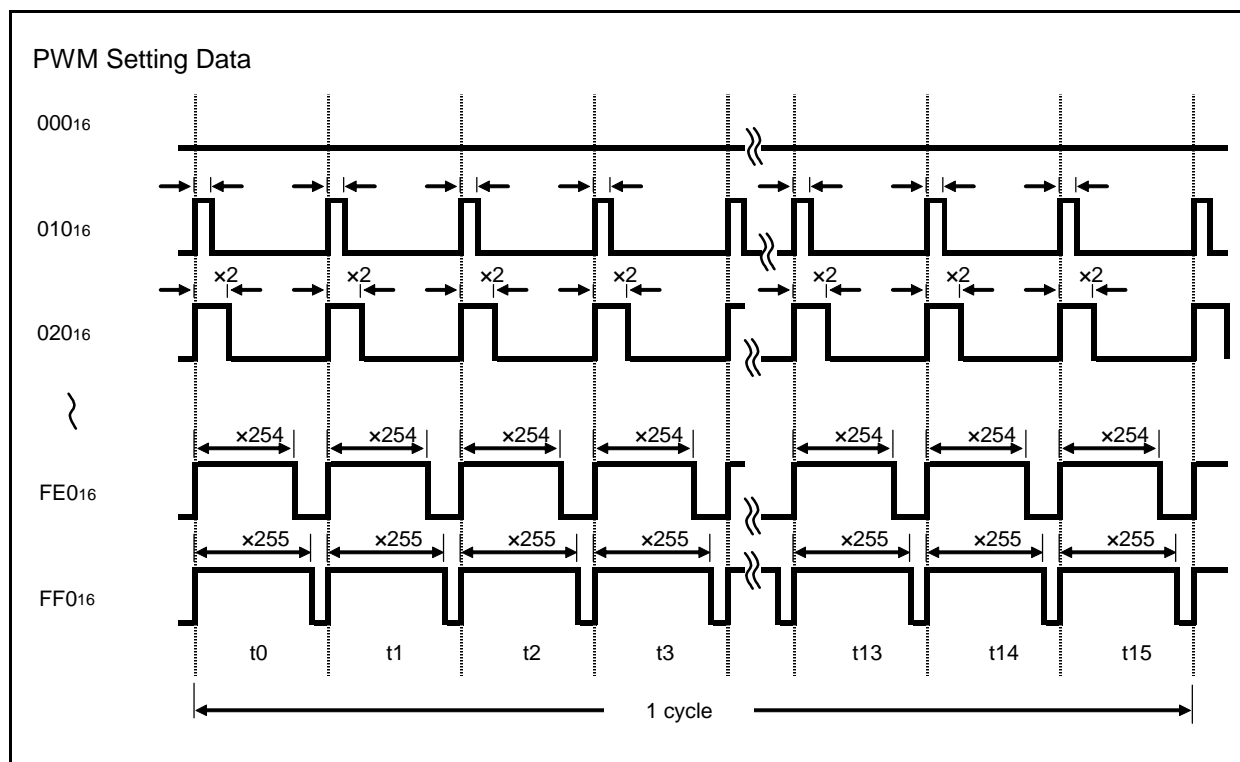 PWM Setting Data
00016
01016
×2 ×2 ×2 ×2 ×2 ×2 ×2
02016
×254 ×254 ×254 ×254 ×254 ×254 ×254
FE016
×255 ×255 ×255 ×255 ×255 ×255 ×255
FF016
t0 t1 t2 t3 t13 t14 t15
1 cycle